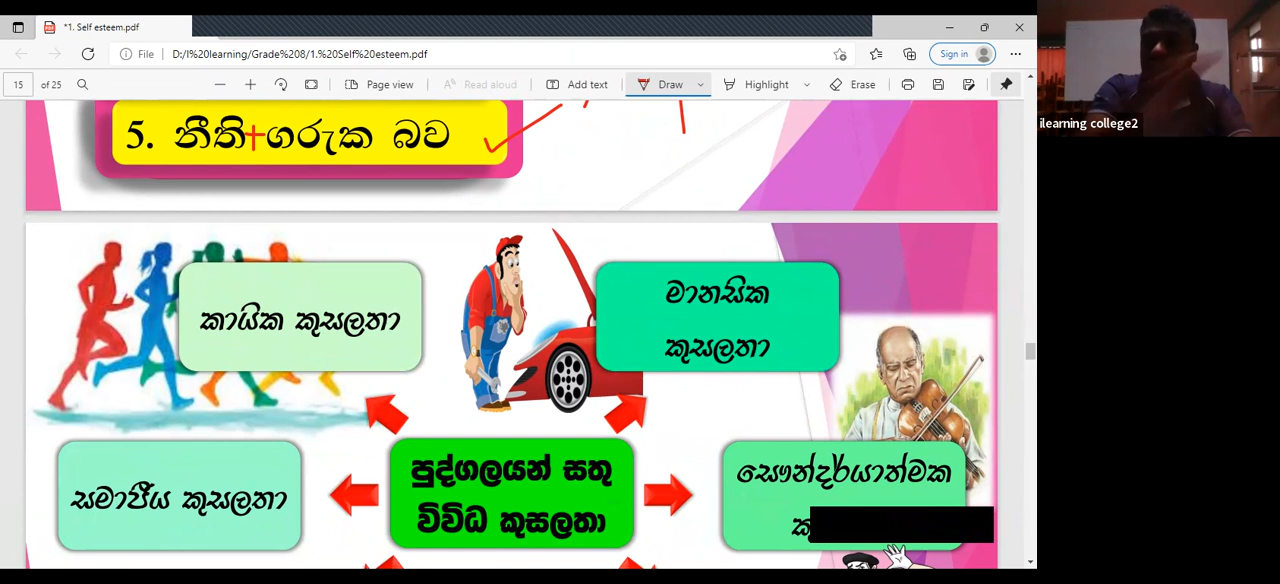 *1. Self esteem.pdf
File D:/I%20learning/Grade%208/1.%20Self%20esteem.pdf
Sign in
15 of 25 Page view Read aloud Add text Draw Highlight Erase
ilearning college2
5. නීති+ගරුක බව
කායික කුසලතා
මානසික
කුසලතා
සමාජීය කුසලතා
පුද්ගලයන් සතු
විවිධ කුසලතා
සෞන්දර්යාත්මක